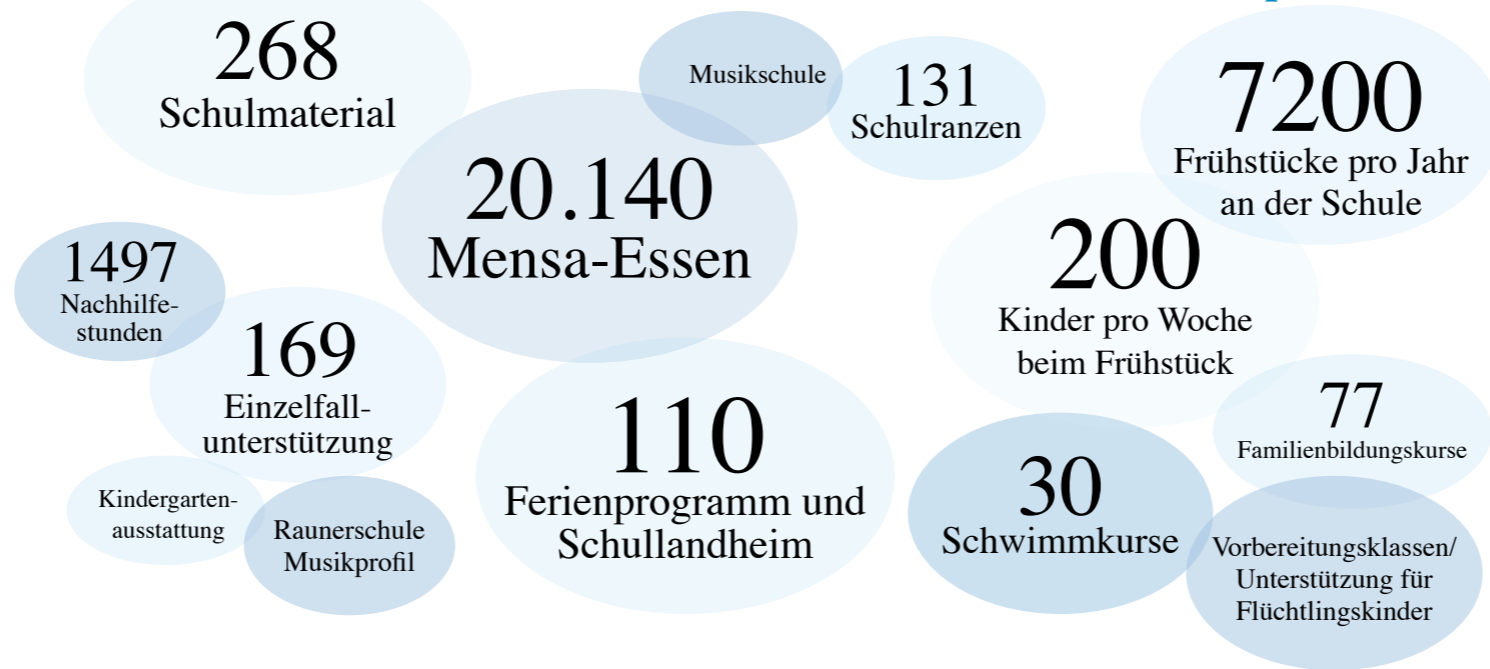 268
Schulmaterial
Musikschule
131
Schulranzen
7200
Frühstücke pro Jahr
an der Schule
20.140
Mensa-Essen
200
Kinder pro Woche
beim Frühstück
1497
Nachhilfe-
stunden
169
Einzelfall-
unterstützung
110
Ferienprogramm und
Schullandheim
77
Familienbildungskurse
30
Schwimmkurse
Kindergarten-
ausstattung
Raunerschule
Musikprofil
Vorbereitungsklassen/
Unterstützung für
Flüchtlingskinder